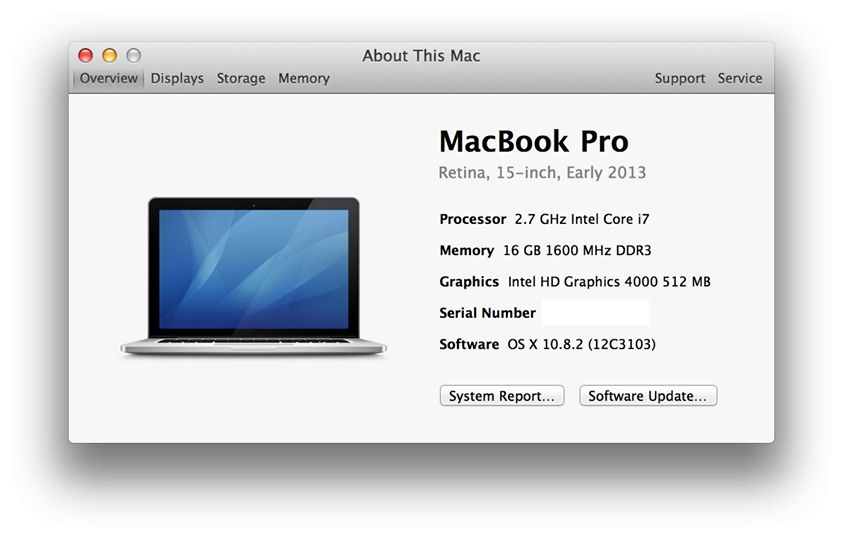 About This Mac
Overview Displays Storage Memory Support Service
MacBook Pro
Retina, 15-inch, Early 2013
Processor 2.7 GHz Intel Core i7
Memory 16 GB 1600 MHz DDR3
Graphics Intel HD Graphics 4000 512 MB
Serial Number
Software OS X 10.8.2 (12C3103)
System Report... Software Update...